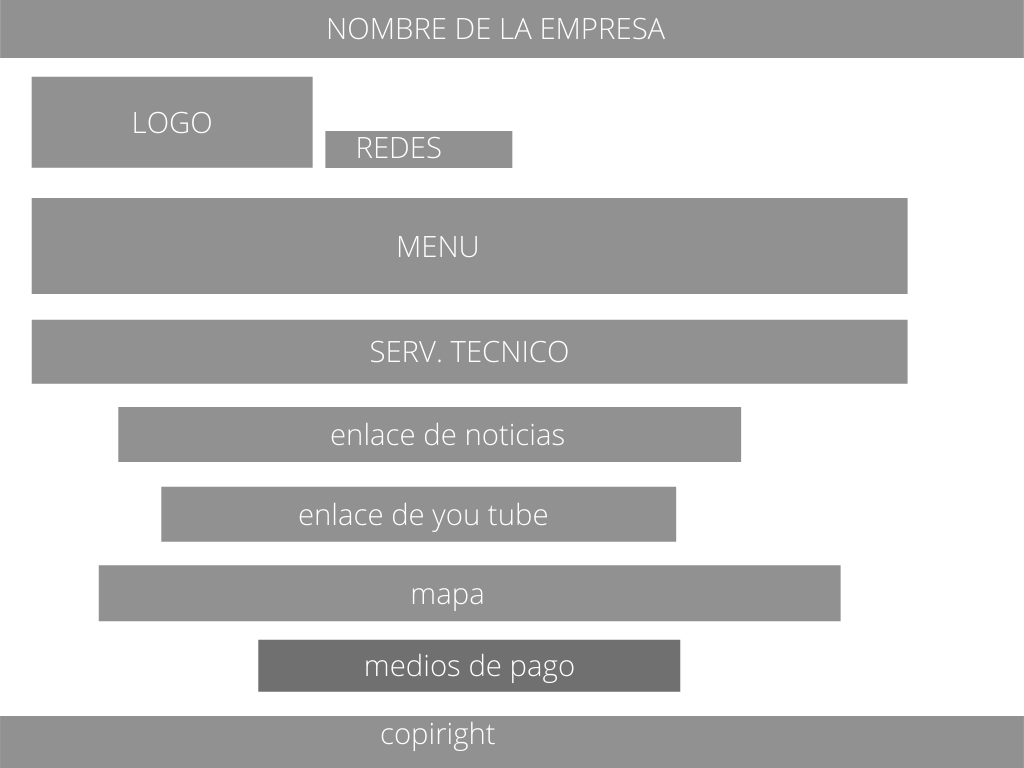 NOMBRE DE LA EMPRESA
LOGO
REDES
MENU
SERV. TECNICO
enlace de noticias
enlace de you tube
mapa
medios de pago
copiright